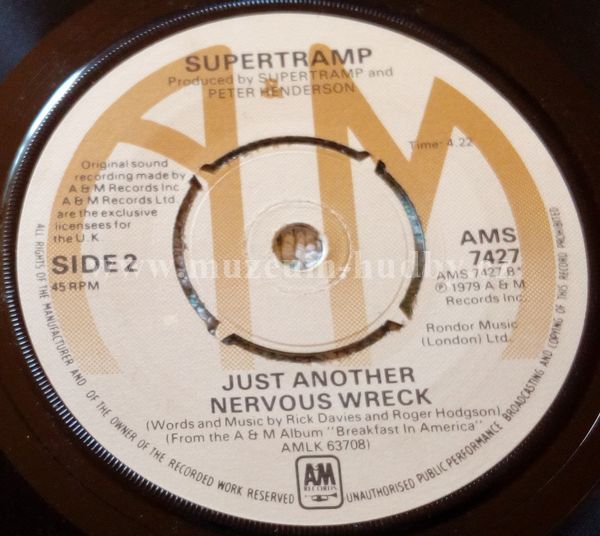 SUPERTRAMP
Produced by SUPERTRAMP and
PETER HENDERSON
Time: 4.22
Original sound
recording made by
A & M Records Inc
A & M Records Ltd.
are the exclusive
licensees for
the U.K.
SIDE 2
45 RPM
AMS
7427
AMS 7427 B*
℗ 1979 A & M
Records Inc.
Rondor Music
(London) Ltd.
JUST ANOTHER
NERVOUS WRECK
(Words and Music by Rick Davies and Roger Hodgson)
(From the A & M Album "Breakfast In America"
AMLK 63708)
A&M
RECORDS
ALL RIGHTS OF THE MANUFACTURER AND OF THE OWNER OF THE RECORDED WORK RESERVED
UNAUTHORISED PUBLIC PERFORMANCE BROADCASTING AND COPYING OF THIS RECORD PROHIBITED